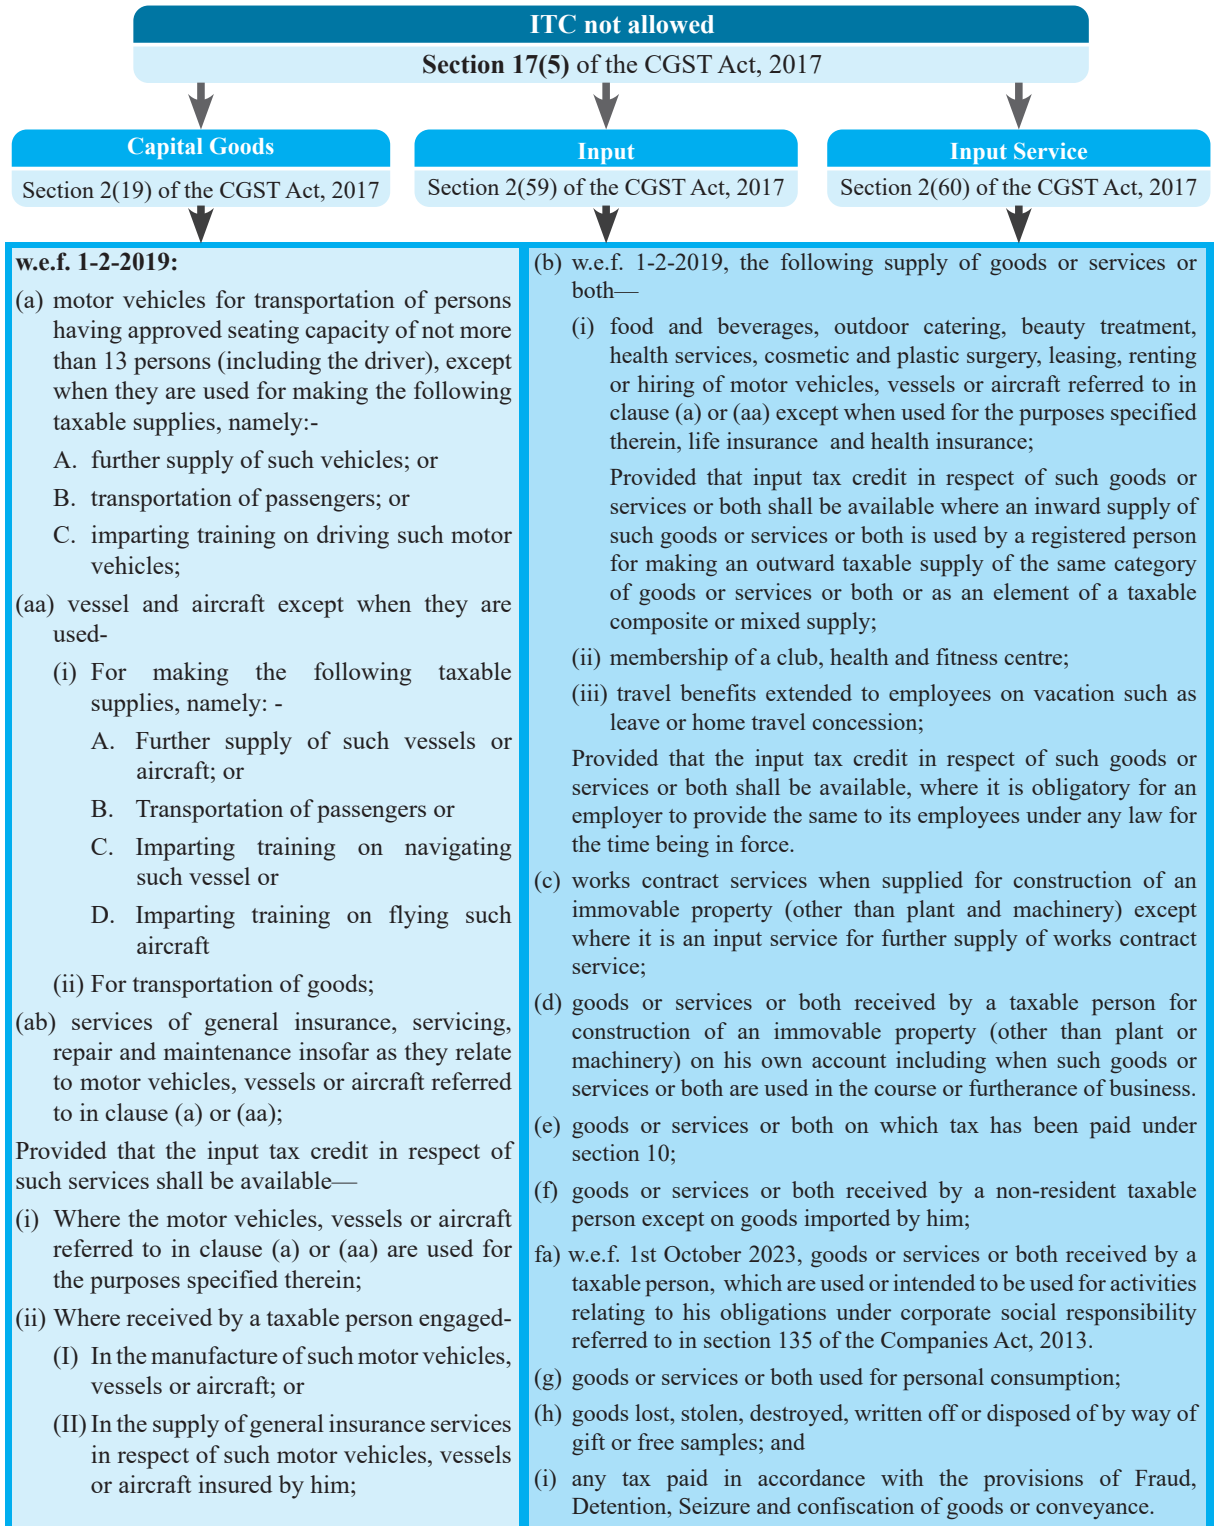 ITC not allowed
Section 17(5) of the CGST Act, 2017
Capital Goods
Section 2(19) of the CGST Act, 2017
Input
Section 2(59) of the CGST Act, 2017
Input Service
Section 2(60) of the CGST Act, 2017
w.e.f. 1-2-2019:
(a) motor vehicles for transportation of persons
having approved seating capacity of not more
than 13 persons (including the driver), except
when they are used for making the following
taxable supplies, namely:-
A. further supply of such vehicles; or
B. transportation of passengers; or
C. imparting training on driving such motor
vehicles;
(aa) vessel and aircraft except when they are
used-
(i) For making the following taxable
supplies, namely: -
A. Further supply of such vessels or
aircraft; or
B. Transportation of passengers or
C. Imparting training on navigating
such vessel or
D. Imparting training on flying such
aircraft
(ii) For transportation of goods;
(ab) services of general insurance, servicing,
repair and maintenance insofar as they relate
to motor vehicles, vessels or aircraft referred
to in clause (a) or (aa);
Provided that the input tax credit in respect of
such services shall be available—
(i) Where the motor vehicles, vessels or aircraft
referred to in clause (a) or (aa) are used for
the purposes specified therein;
(ii) Where received by a taxable person engaged-
(I) In the manufacture of such motor vehicles,
vessels or aircraft; or
(II) In the supply of general insurance services
in respect of such motor vehicles, vessels
or aircraft insured by him;
(b) w.e.f. 1-2-2019, the following supply of goods or services or
both—
(i) food and beverages, outdoor catering, beauty treatment,
health services, cosmetic and plastic surgery, leasing, renting
or hiring of motor vehicles, vessels or aircraft referred to in
clause (a) or (aa) except when used for the purposes specified
therein, life insurance and health insurance;
Provided that input tax credit in respect of such goods or
services or both shall be available where an inward supply of
such goods or services or both is used by a registered person
for making an outward taxable supply of the same category
of goods or services or both or as an element of a taxable
composite or mixed supply;
(ii) membership of a club, health and fitness centre;
(iii) travel benefits extended to employees on vacation such as
leave or home travel concession;
Provided that the input tax credit in respect of such goods or
services or both shall be available, where it is obligatory for an
employer to provide the same to its employees under any law for
the time being in force.
(c) works contract services when supplied for construction of an
immovable property (other than plant and machinery) except
where it is an input service for further supply of works contract
service;
(d) goods or services or both received by a taxable person for
construction of an immovable property (other than plant or
machinery) on his own account including when such goods or
services or both are used in the course or furtherance of business.
(e) goods or services or both on which tax has been paid under
section 10;
(f) goods or services or both received by a non-resident taxable
person except on goods imported by him;
fa) w.e.f. 1st October 2023, goods or services or both received by a
taxable person, which are used or intended to be used for activities
relating to his obligations under corporate social responsibility
referred to in section 135 of the Companies Act, 2013.
(g) goods or services or both used for personal consumption;
(h) goods lost, stolen, destroyed, written off or disposed of by way of
gift or free samples; and
(i) any tax paid in accordance with the provisions of Fraud,
Detention, Seizure and confiscation of goods or conveyance.